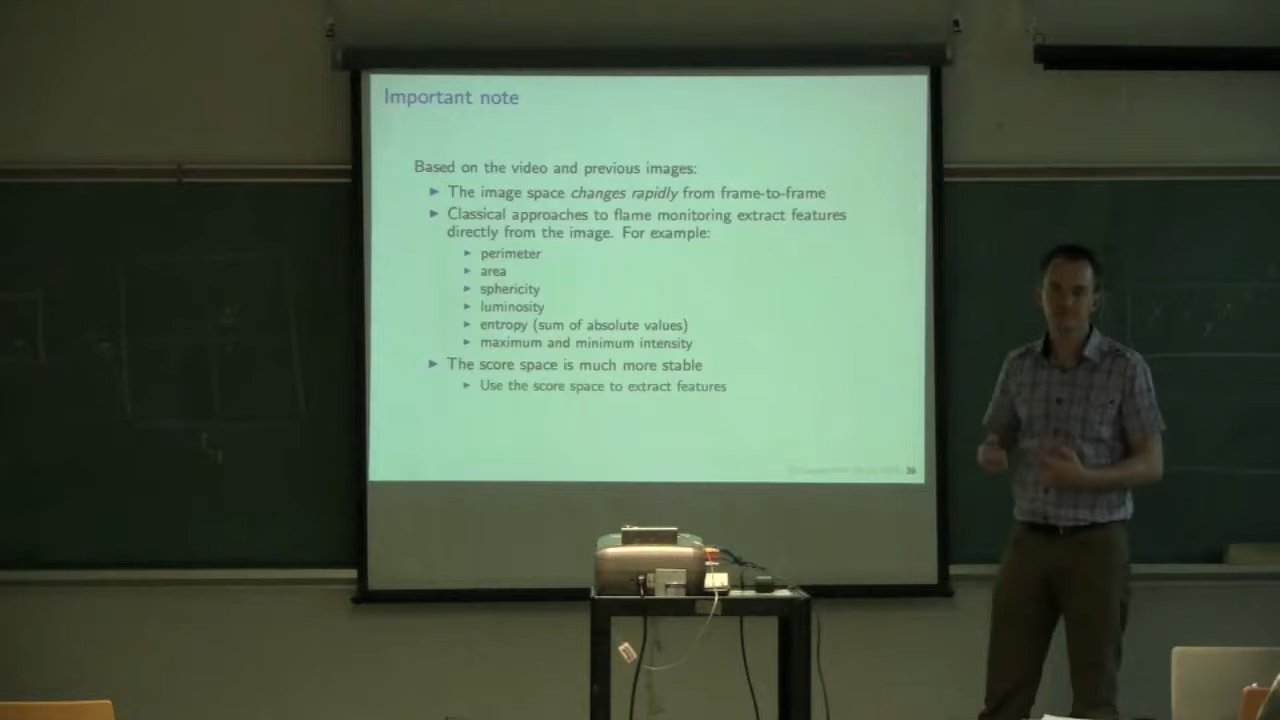 Important note
Based on the video and previous images:
The image space changes rapidly from frame-to-frame
Classical approaches to flame monitoring extract features
directly from the image. For example:
perimeter
area
sphericity
luminosity
entropy (sum of absolute values)
maximum and minimum intensity
The score space is much more stable
Use the score space to extract features